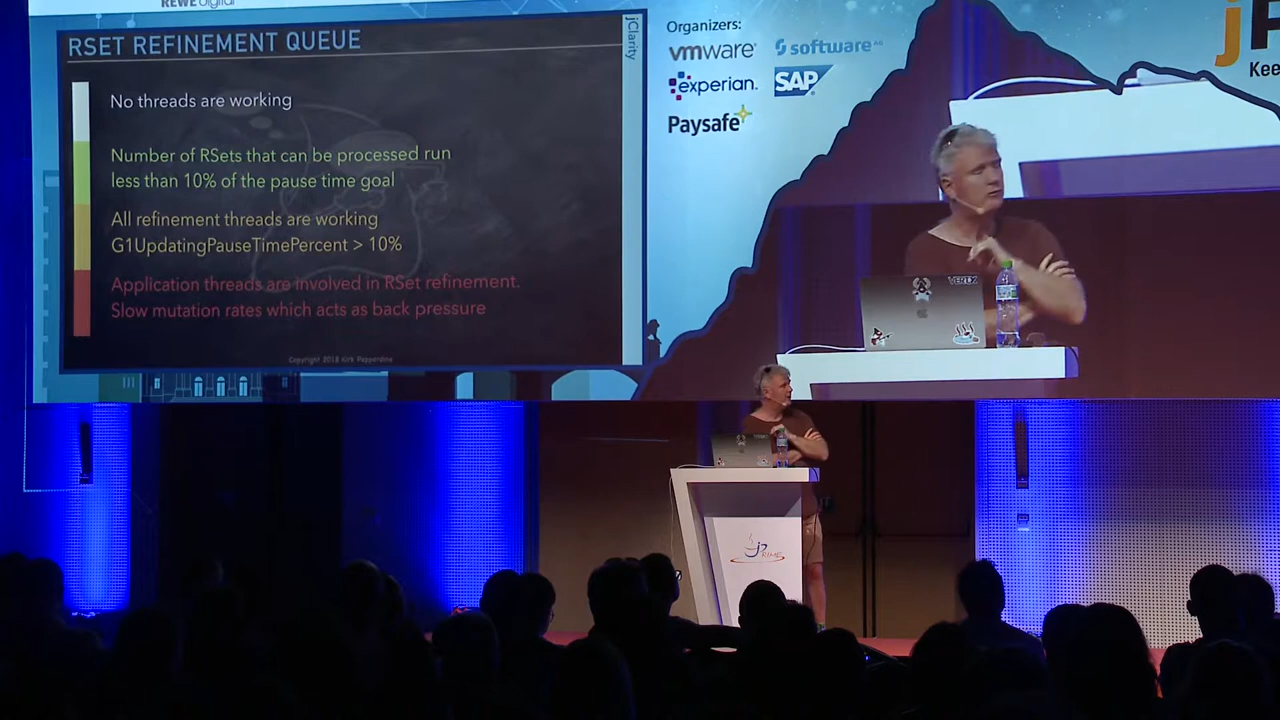 REWE digital
RSET REFINEMENT QUEUE
jClarity
No threads are working
Number of RSets that can be processed run
less than 10% of the pause time goal
All refinement threads are working
G1UpdatingPauseTimePercent > 10%
Application threads are involved in RSet refinement.
Slow mutation rates which acts as back pressure
Copyright 2018 Kirk Pepperdine
Organizers:
vmware
software AG
experian.
SAP
Paysafe
jP
Kee
VERT.X
jPRIME